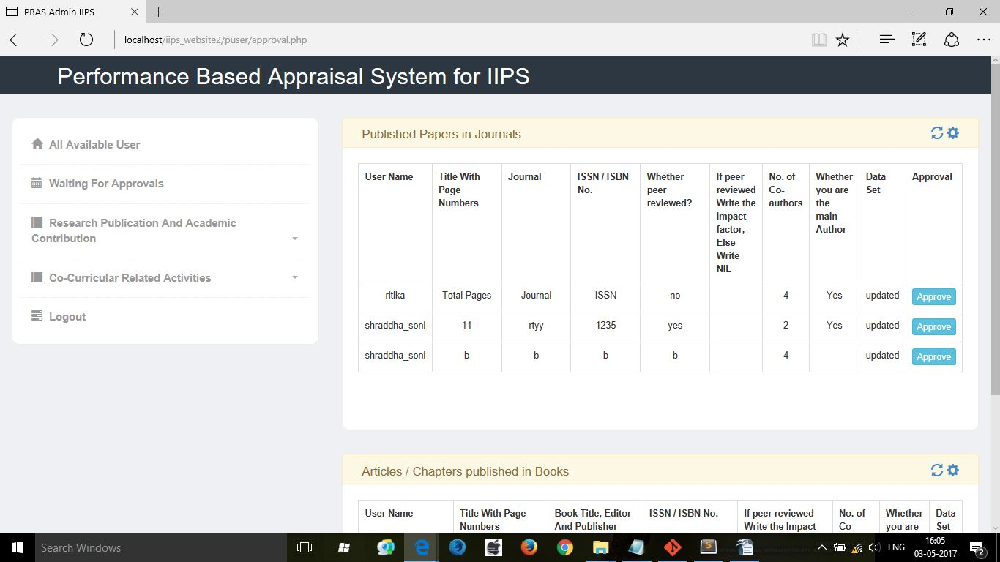 PBAS Admin IIPS
localhost/iips_website2/puser/approval.php
Performance Based Appraisal System for IIPS
All Available User
Waiting For Approvals
Research Publication And Academic
Contribution
Co-Curricular Related Activities
Logout
Published Papers in Journals
User Name
Title With
Page
Numbers
Journal
ISSN / ISBN
No.
Whether
peer
reviewed?
If peer
reviewed
Write the
Impact
factor,
Else
Write
NIL
No. of
Co-
authors
Whether
you are
the
main
Author
Data
Set
Approval
ritika Total Pages Journal ISSN no 4 Yes updated Approve
shraddha_soni 11 rtyy 1235 yes 2 Yes updated Approve
shraddha_soni b b b b 4 updated Approve
Articles / Chapters published in Books
User Name
Title With Page
Numbers
Book Title, Editor
And Publisher
ISSN / ISBN No.
If peer reviewed
Write the Impact
No. of
Co-
Whether
you are
Data
Set
Search Windows
ENG
16:05
03-05-2017
2